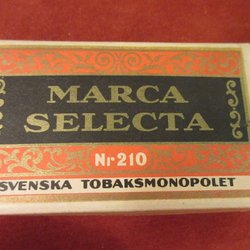 MARCA
SELECTA
Nr 210
SVENSKA TOBAKSMONOPOLET